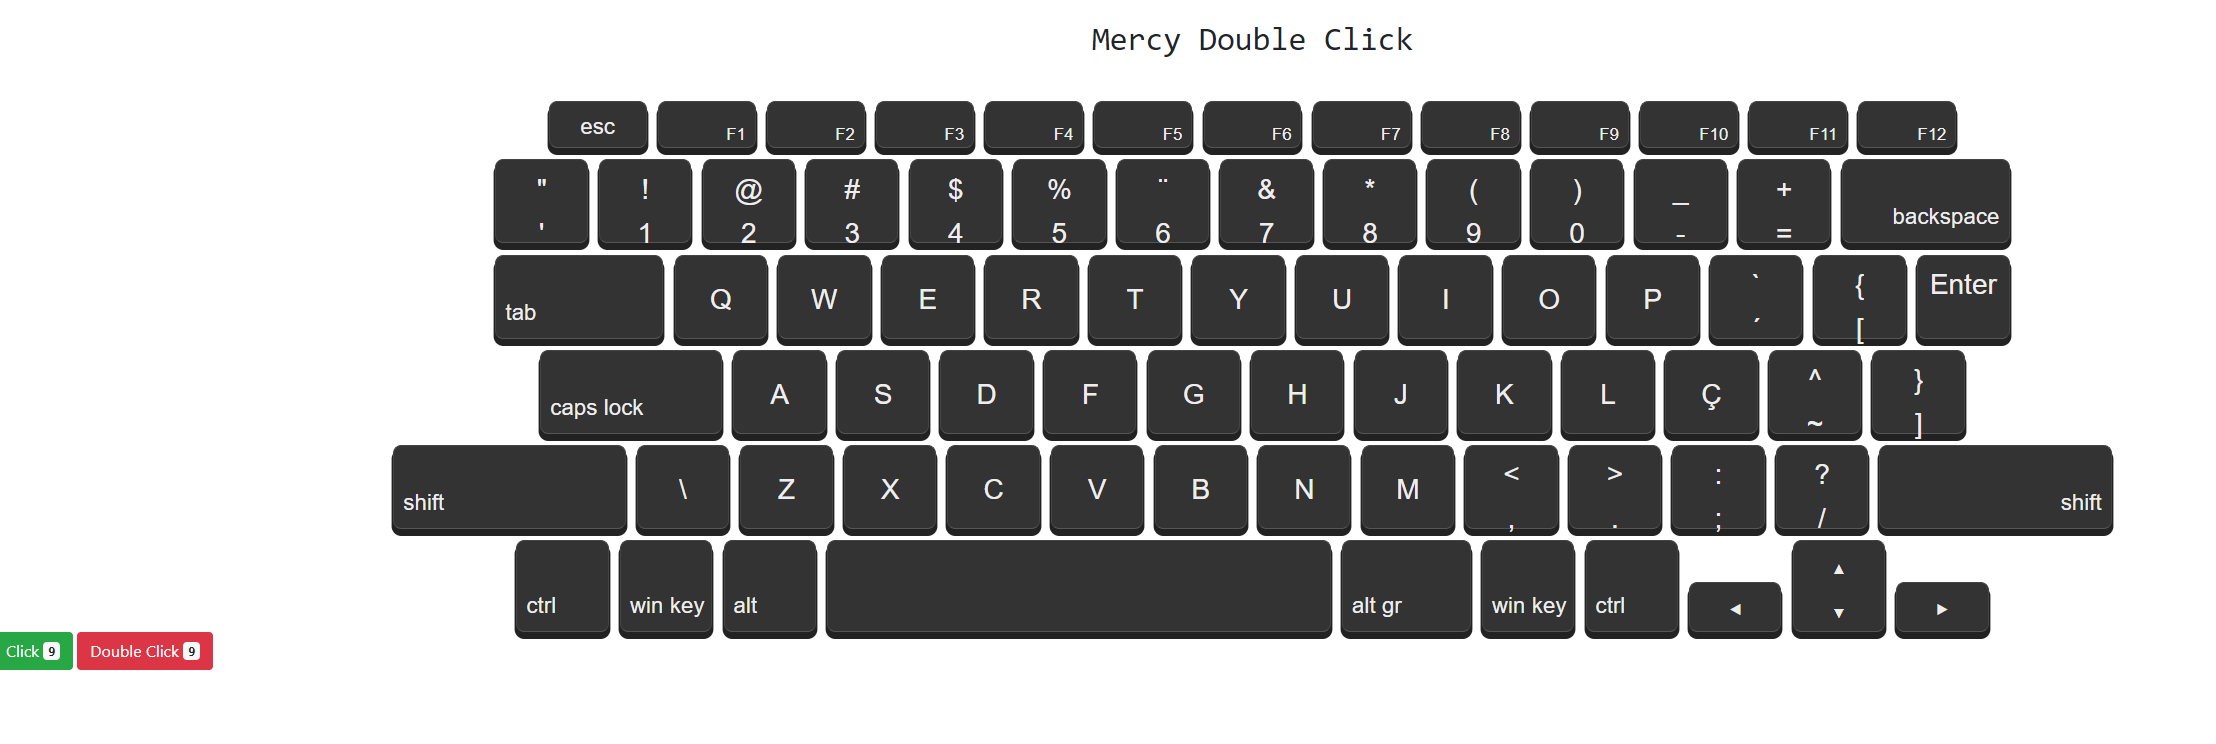 Mercy Double Click
esc F1 F2 F3 F4 F5 F6 F7 F8 F9 F10 F11 F12
" ! @ # $ % ¨ & * ( ) _ +
' 1 2 3 4 5 6 7 8 9 0 - = backspace
tab Q W E R T Y U I O P ` { Enter
´ [
caps lock A S D F G H J K L Ç ^ }
~ ]
shift \ Z X C V B N M < > : ? shift
, . ; /
ctrl win key alt alt gr win key ctrl ◄ ▲ ▼ ►
Click 9 Double Click 9